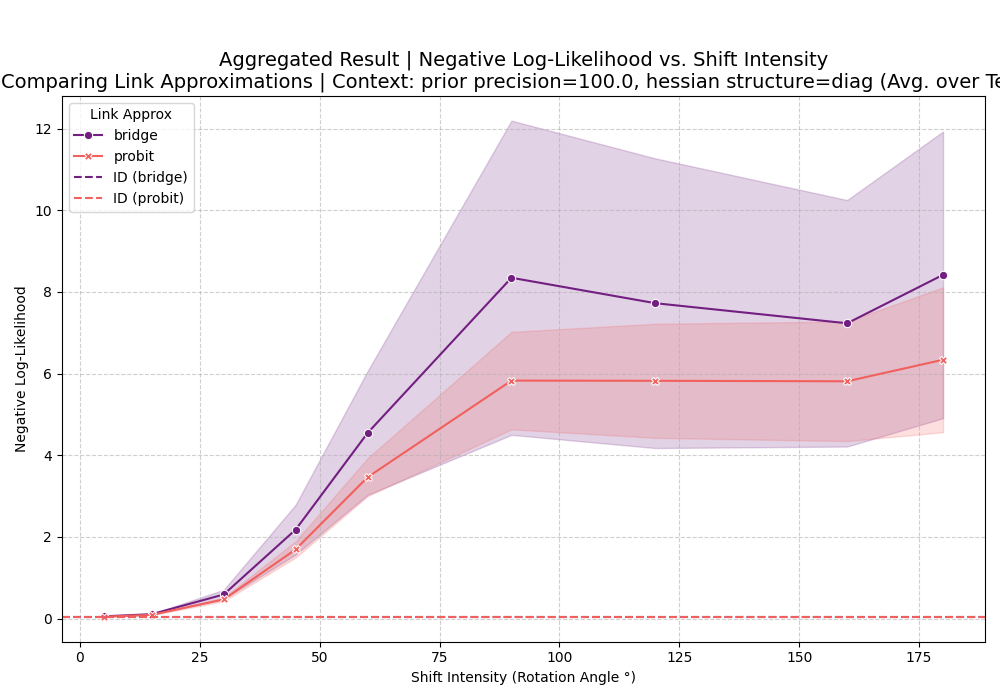 Aggregated Result | Negative Log-Likelihood vs. Shift Intensity
Comparing Link Approximations | Context: prior precision=100.0, hessian structure=diag (Avg. over Te
Link Approx
bridge
probit
ID (bridge)
ID (probit)
12
10
8
6
4
2
0
Negative Log-Likelihood
0 25 50 75 100 125 150 175
Shift Intensity (Rotation Angle °)